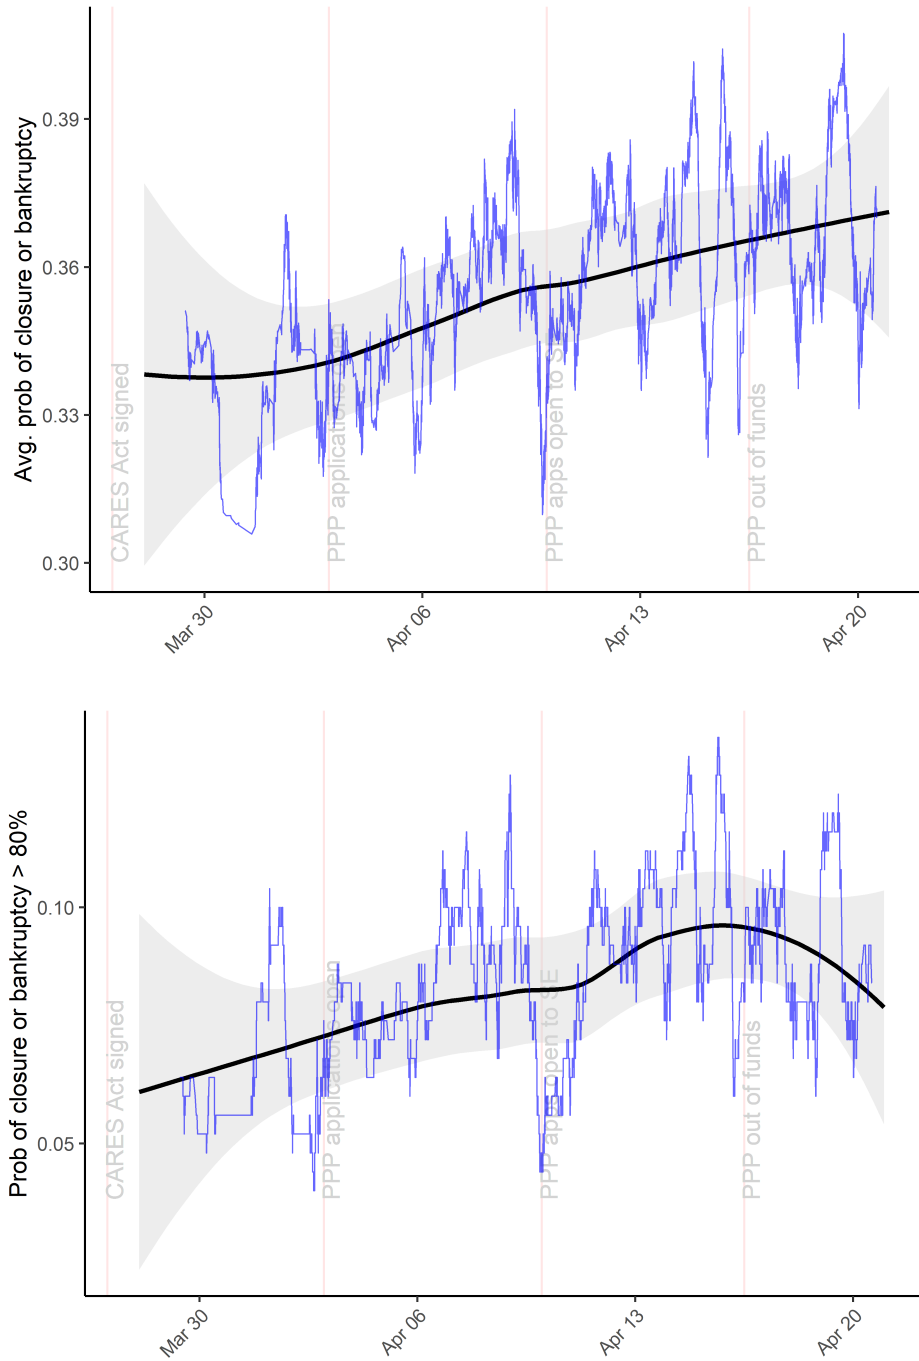 Avg. prob of closure or bankruptcy
0.39
0.36
0.33
0.30
CARES Act signed
PPP applications open
PPP apps open to SE
PPP out of funds
Mar 30
Apr 06
Apr 13
Apr 20
Prob of closure or bankruptcy > 80%
0.10
0.05
CARES Act signed
PPP applications open
PPP apps open to SE
PPP out of funds
Mar 30
Apr 06
Apr 13
Apr 20